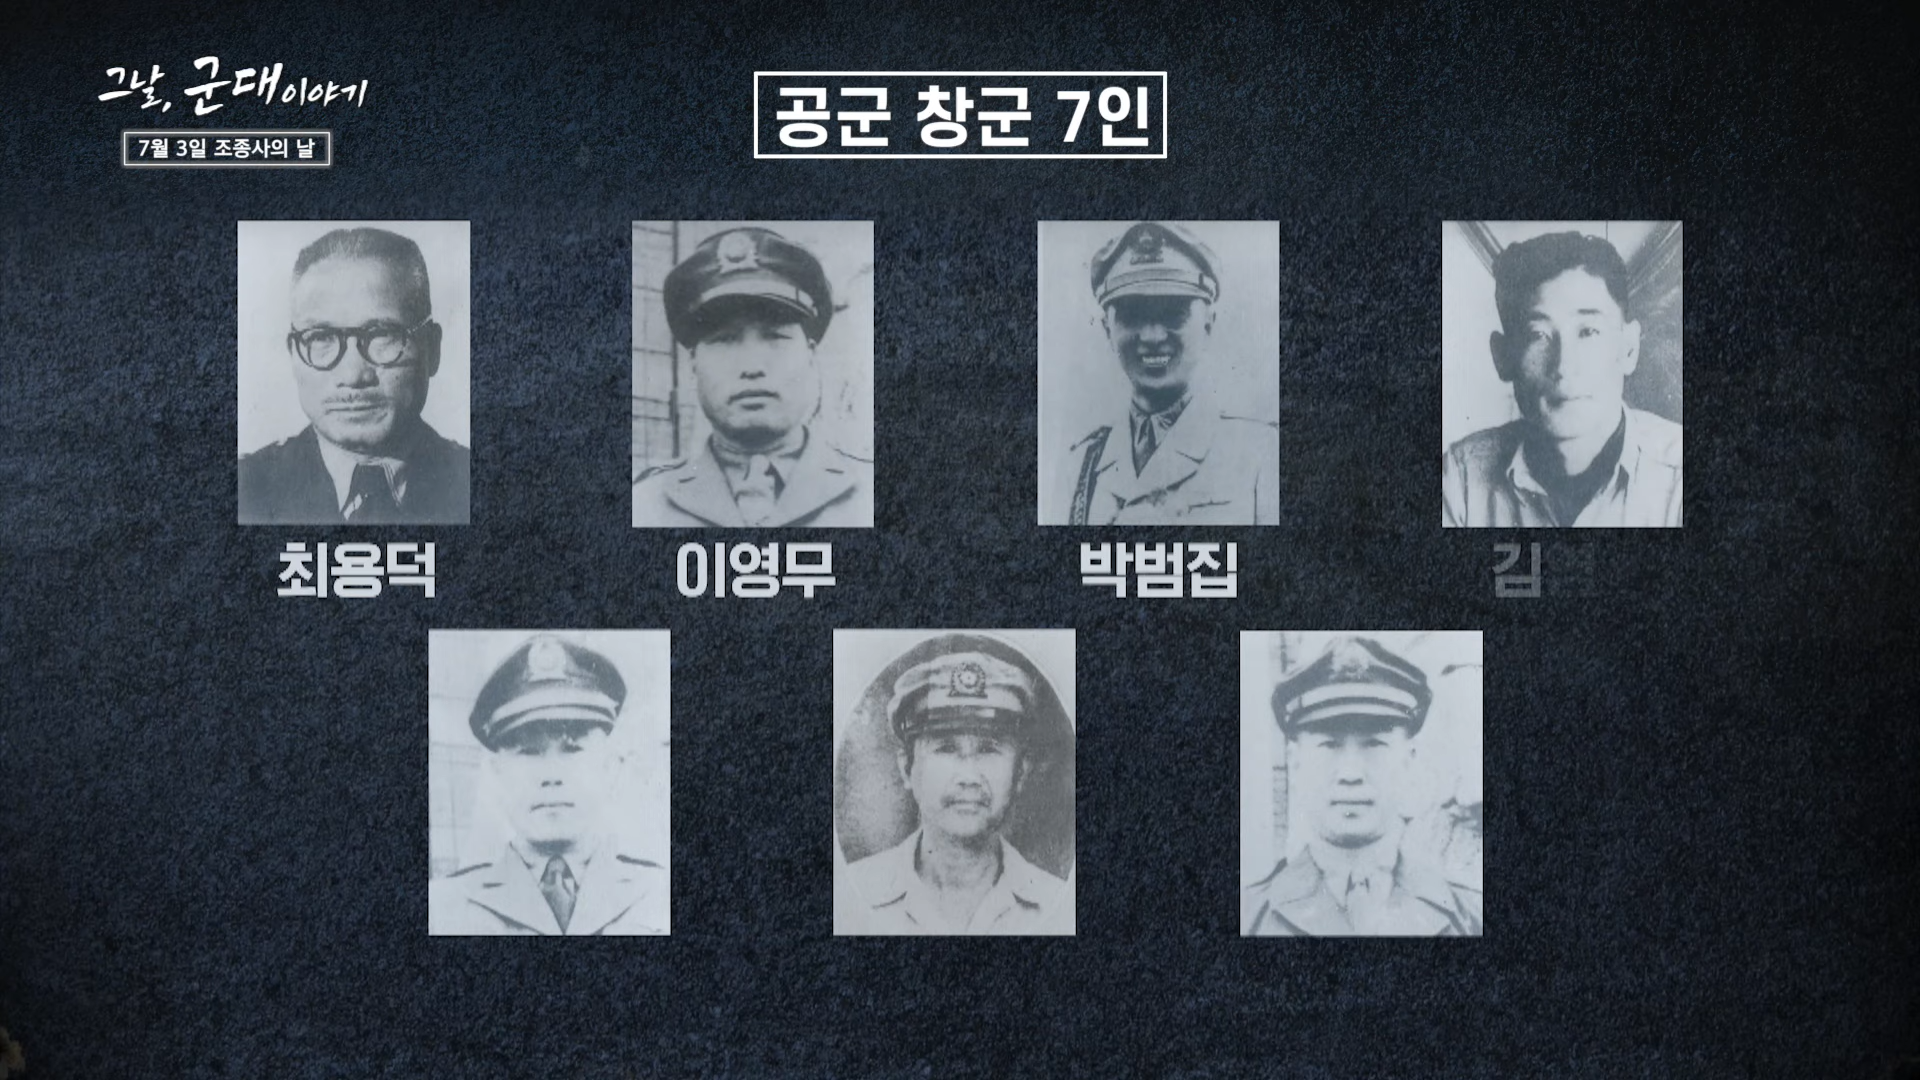 그날, 군대이야기
7월 3일 조종사의 날
공군 창군 7인
최용덕
이영무
박범집
김